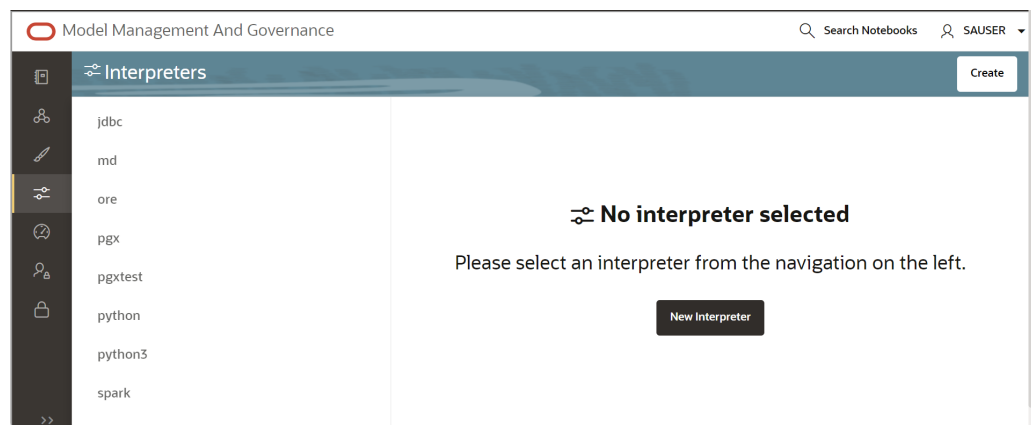 Model Management And Governance
Search Notebooks
SAUSER
Interpreters
Create
jdbc
md
ore
pgx
pgxtest
python
python3
spark
No interpreter selected
Please select an interpreter from the navigation on the left.
New Interpreter
>>